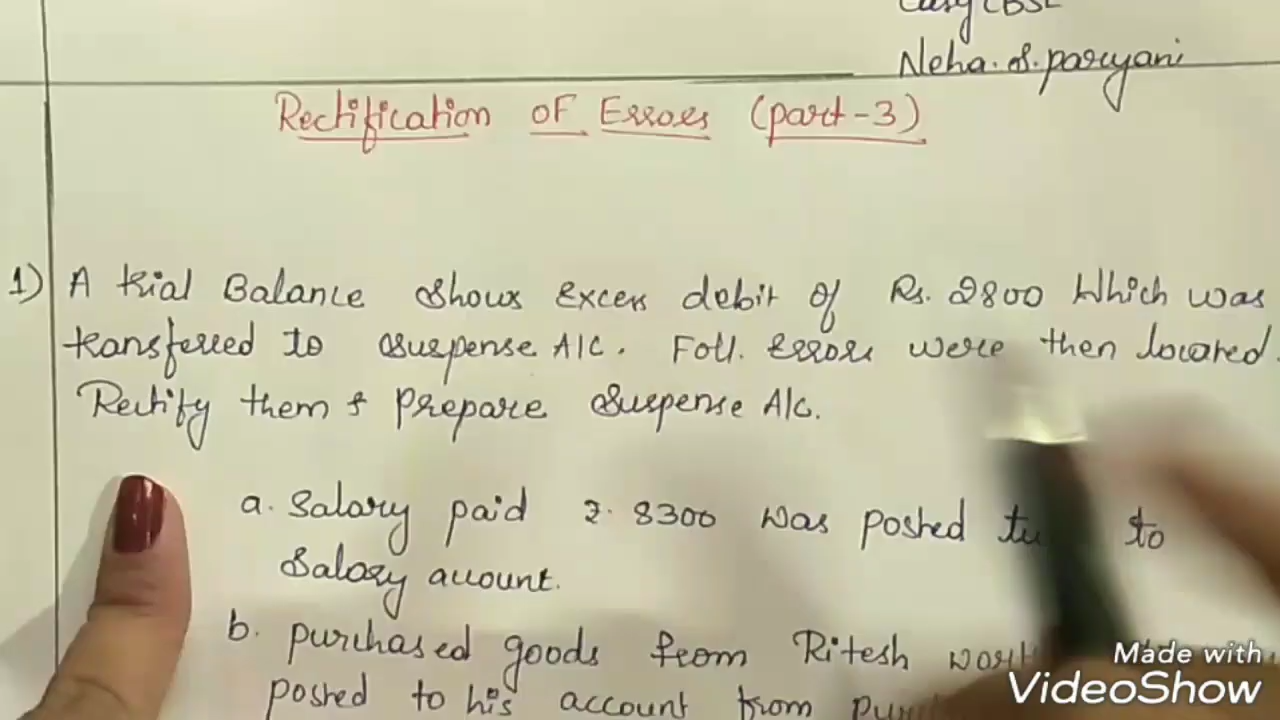 Easy CBSE
Neha. S. paryani
Rectification of Errors (part-3)
1) A trial Balance shows excess debit of Rs. 2800 which was
transferred to suspense A/C. Foll. Errors were then located.
Rectify them & prepare suspense A/C.
a. Salary paid ₹. 8300 was posted to
Salary account.
b. purchased goods from Ritesh
posted to his account from
Made with
VideoShow